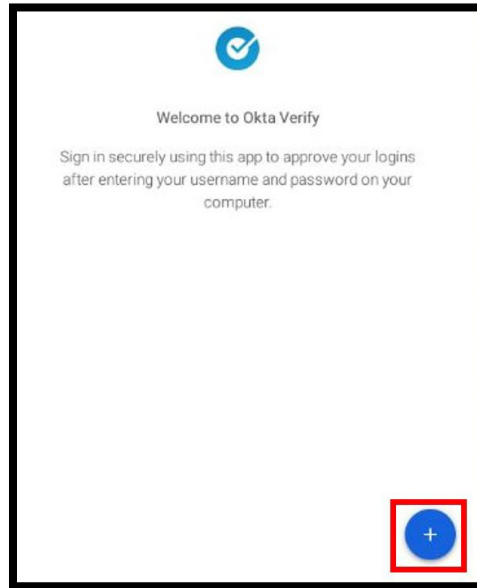 Welcome to Okta Verify
Sign in securely using this app to approve your logins
after entering your username and password on your
computer.
+